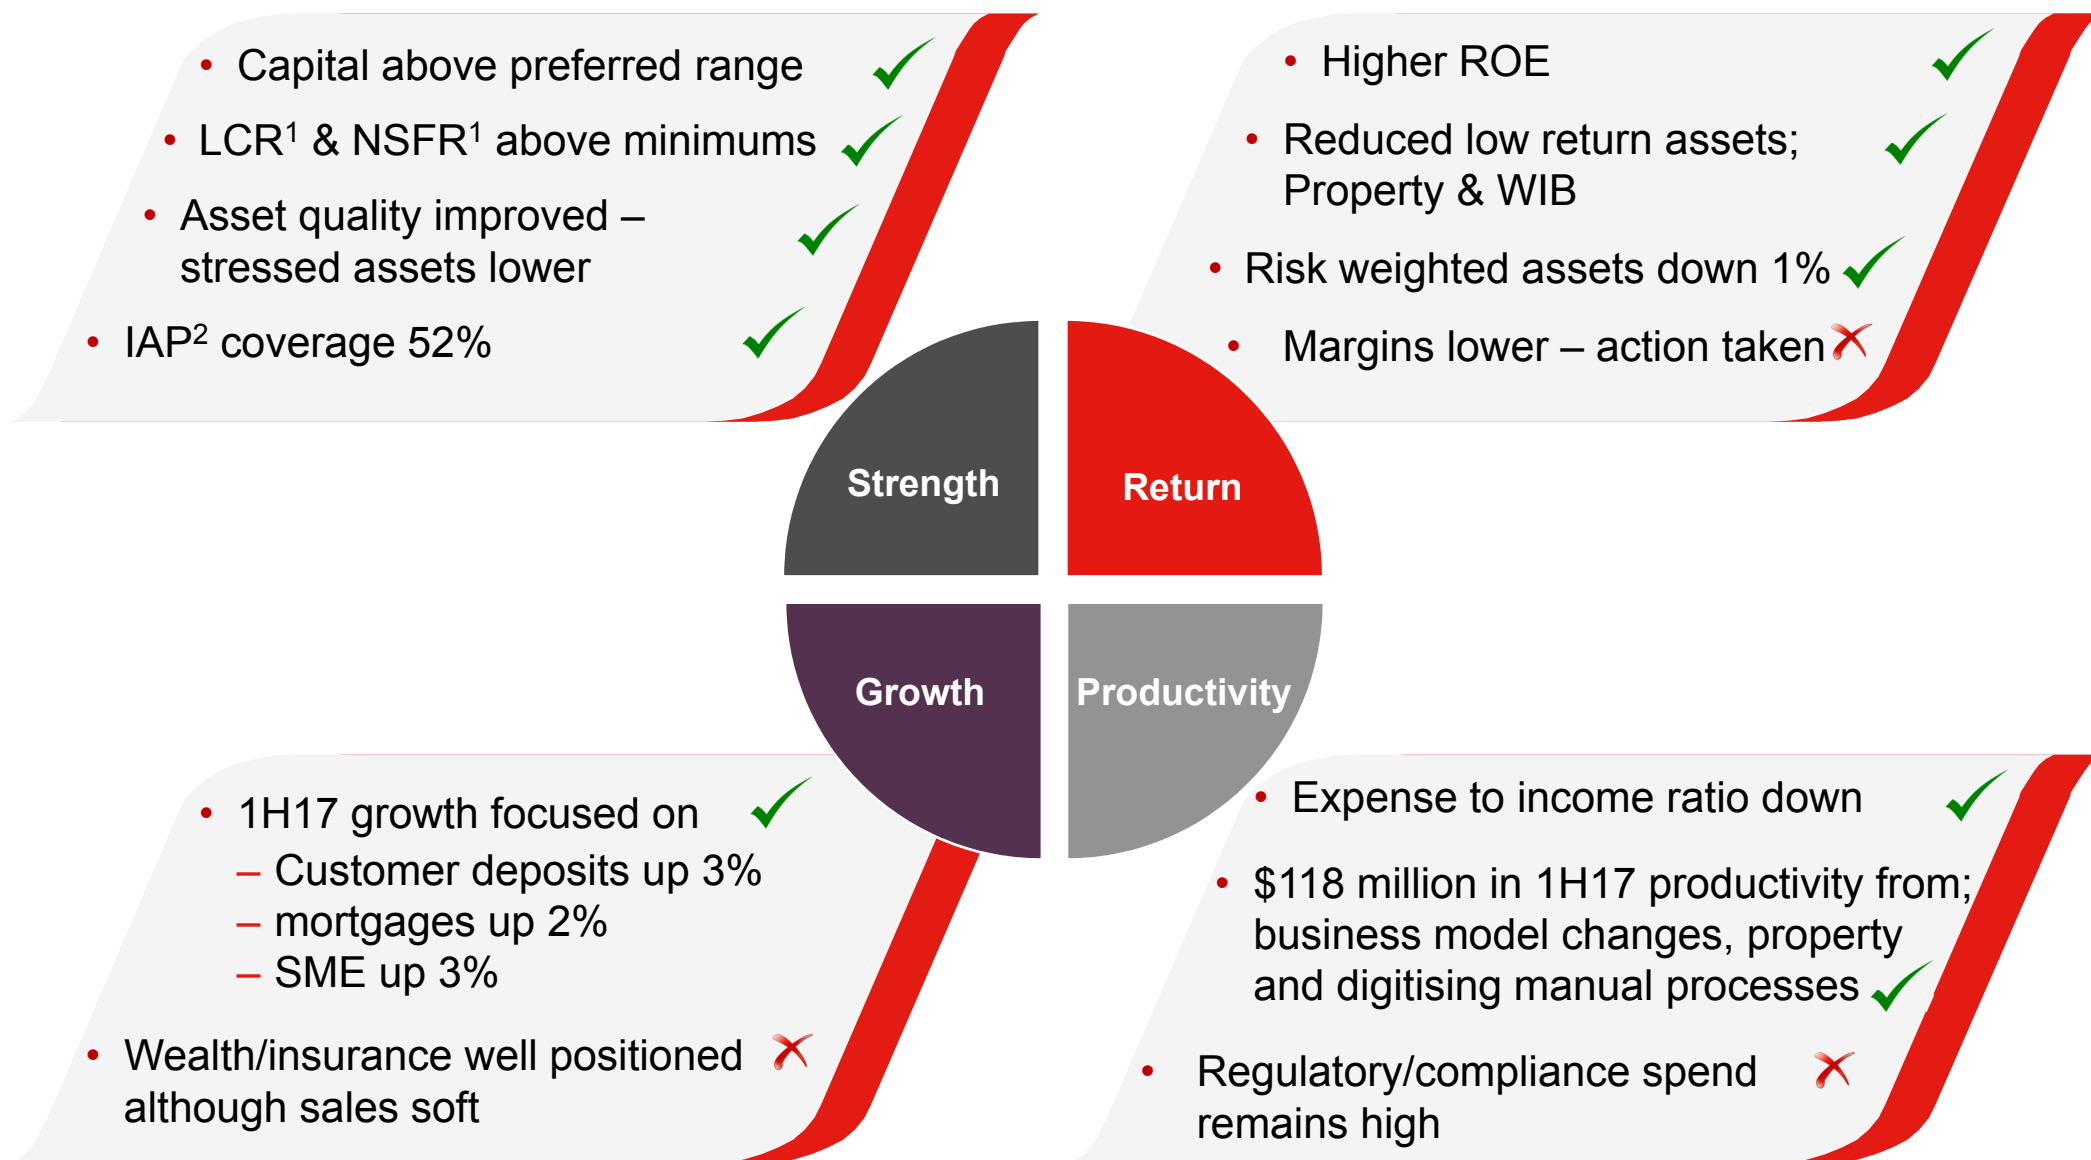 • Capital above preferred range
• LCR¹ & NSFR¹ above minimums
• Asset quality improved –
stressed assets lower
• IAP² coverage 52%
• Higher ROE
• Reduced low return assets;
Property & WIB
• Risk weighted assets down 1%
• Margins lower – action taken
Strength
Return
Growth
Productivity
• 1H17 growth focused on
– Customer deposits up 3%
– mortgages up 2%
– SME up 3%
• Wealth/insurance well positioned
although sales soft
• Expense to income ratio down
• $118 million in 1H17 productivity from;
business model changes, property
and digitising manual processes
• Regulatory/compliance spend
remains high